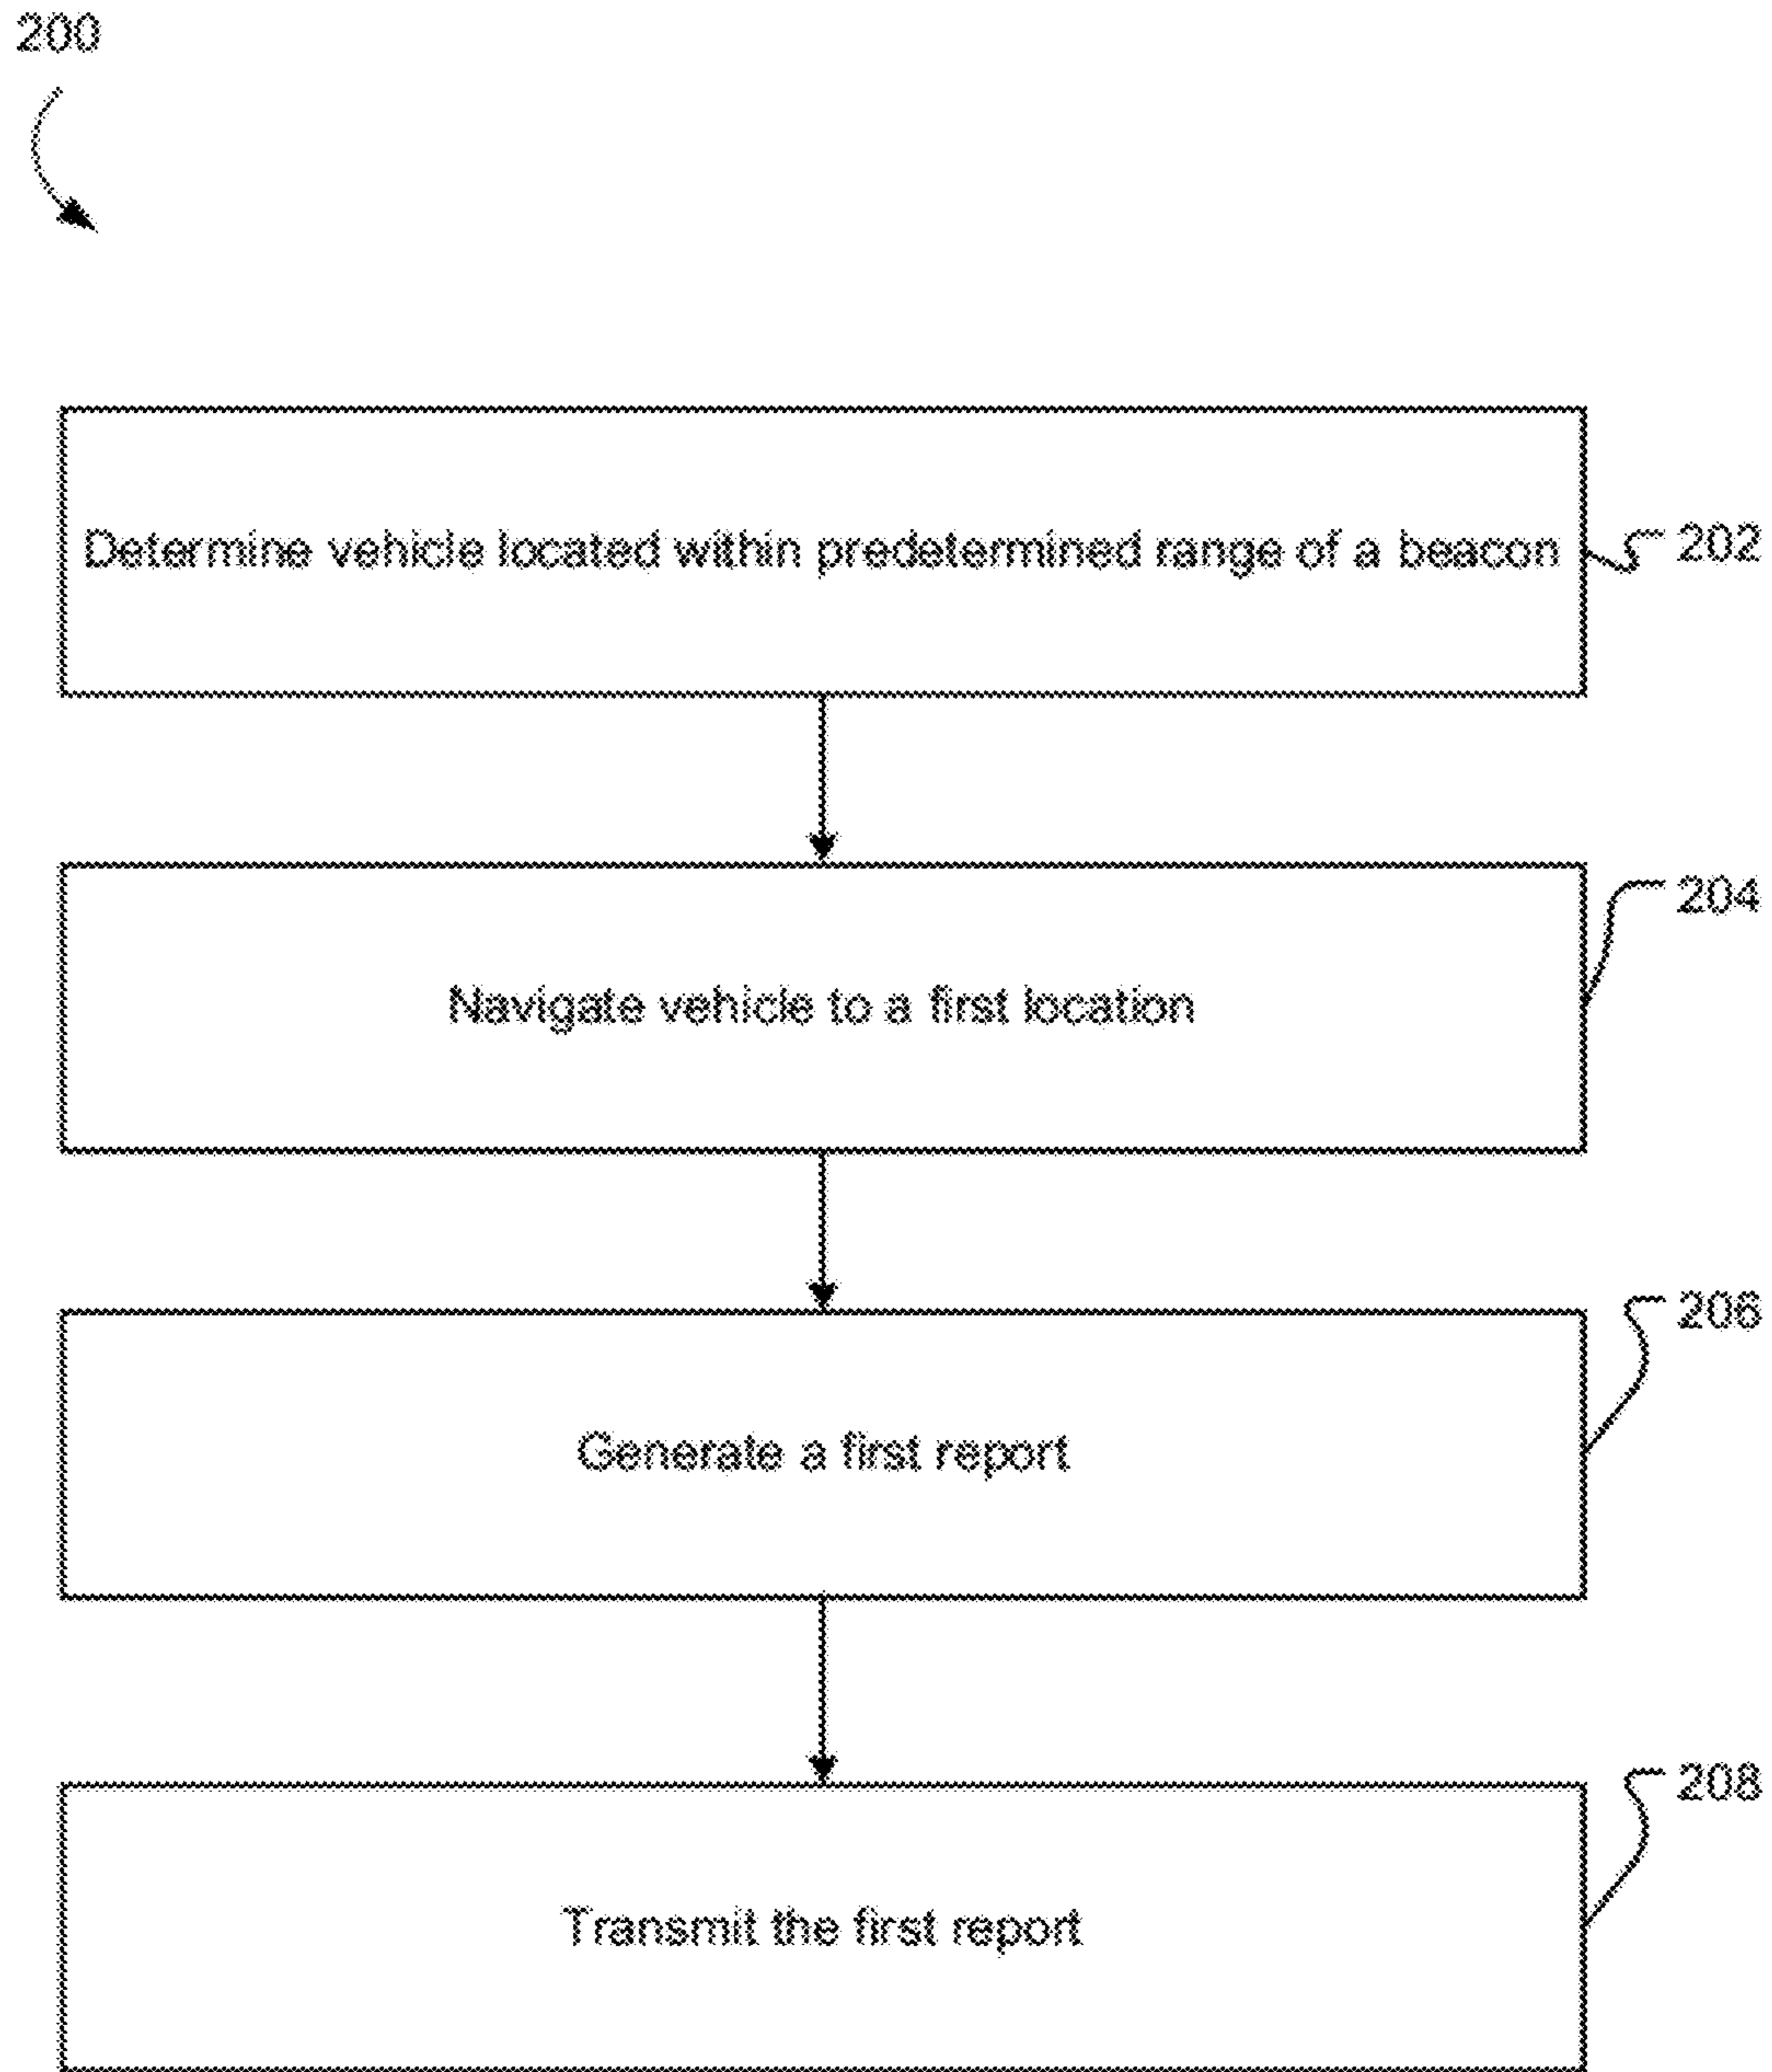 200
Determine vehicle located within predetermined range of a beacon
202
204
Navigate vehicle to a first location
206
Generate a first report
208
Transmit the first report